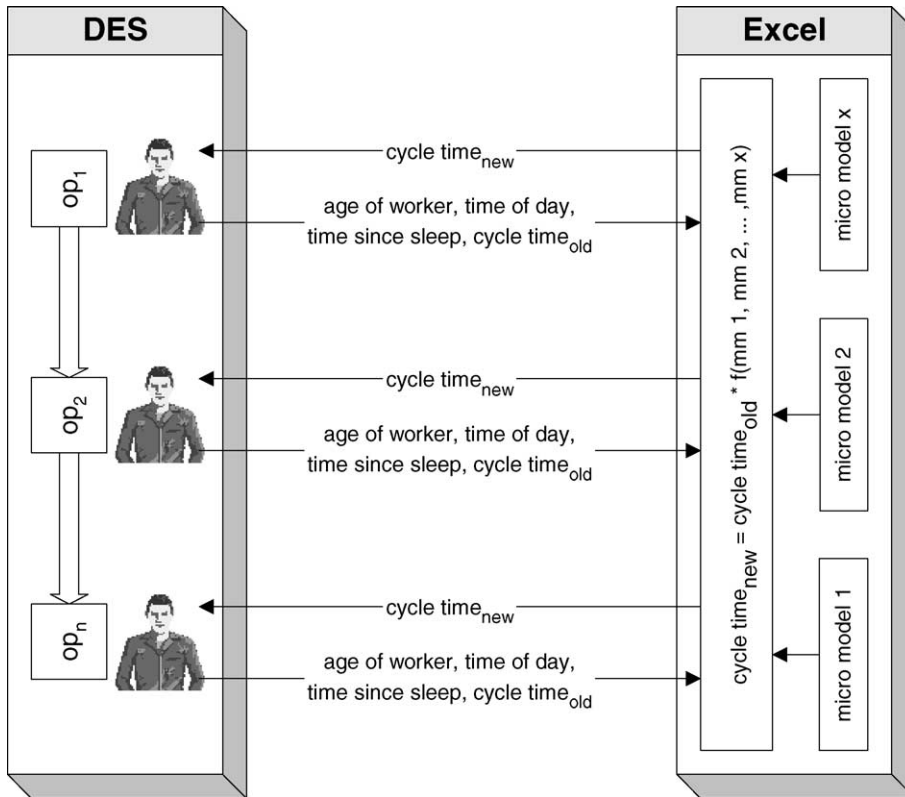 DES
Excel
op1
cycle timenew
age of worker, time of day,
time since sleep, cycle timeold
op2
cycle timenew
age of worker, time of day,
time since sleep, cycle timeold
opn
cycle timenew
age of worker, time of day,
time since sleep, cycle timeold
cycle timenew = cycle timeold * f(mm 1, mm 2, ... ,mm x)
micro model x
micro model 2
micro model 1